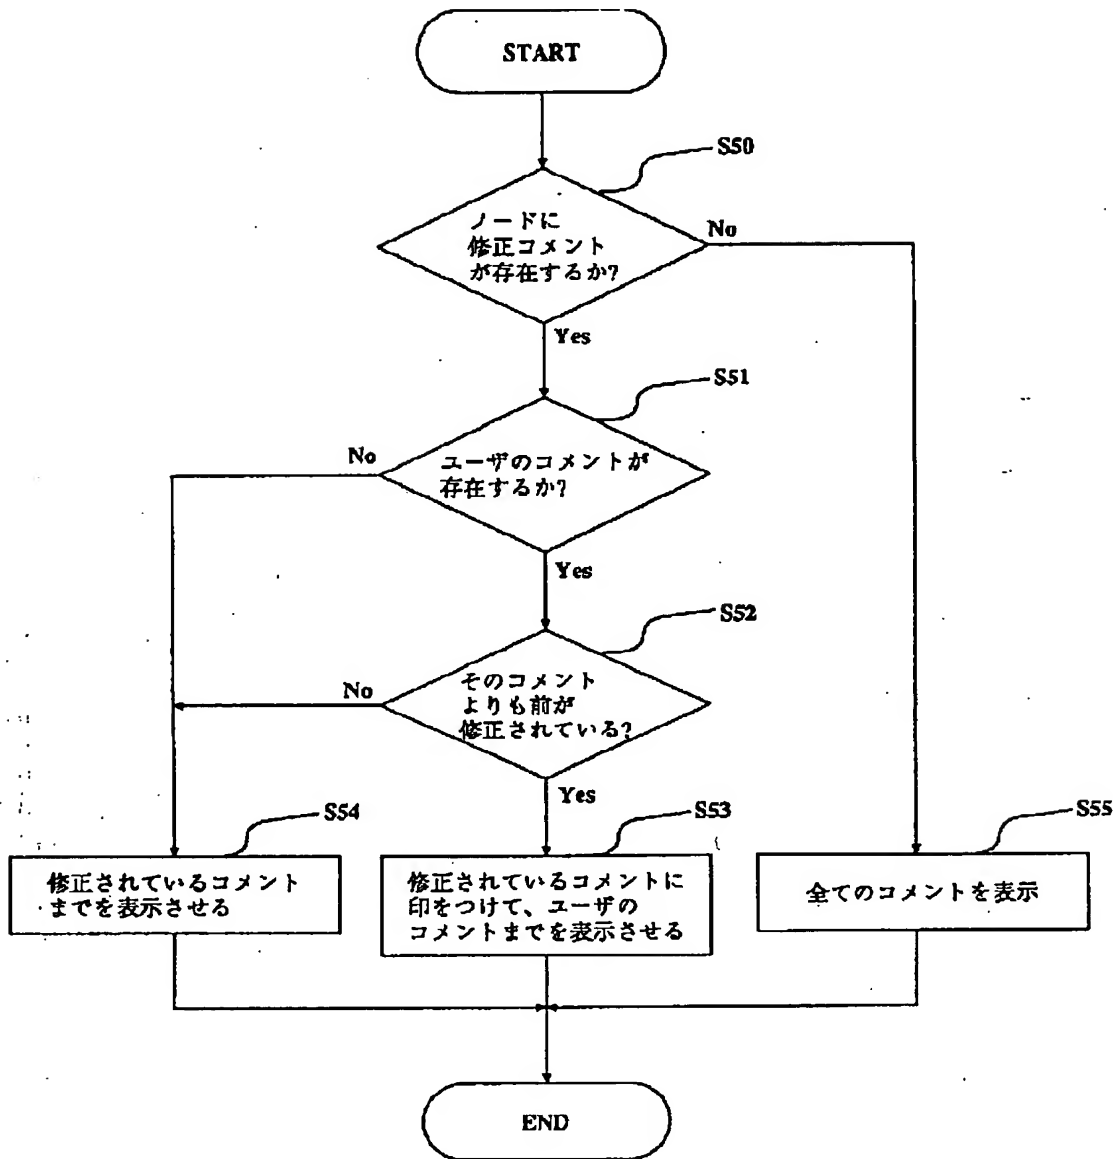 START
S50
ノードに
修正コメント
が存在するか?
No
Yes
S51
No
ユーザのコメントが
存在するか?
Yes
S52
No
そのコメント
よりも前が
修正されている?
Yes
S54
S53
S55
修正されているコメント
までを表示させる
修正されているコメントに
印をつけて、ユーザの
コメントまでを表示させる
全てのコメントを表示
END